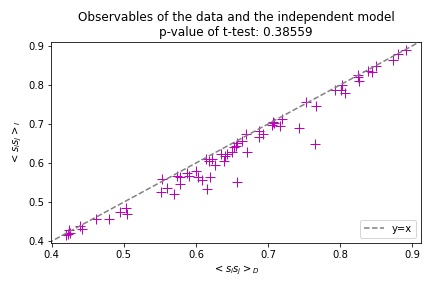 Observables of the data and the independent model
p-value of t-test: 0.38559
0.9
0.8
0.7
0.6
0.5
0.4
< s_i s_j >_I
y=x
0.4 0.5 0.6 0.7 0.8 0.9
< s_i s_j >_D